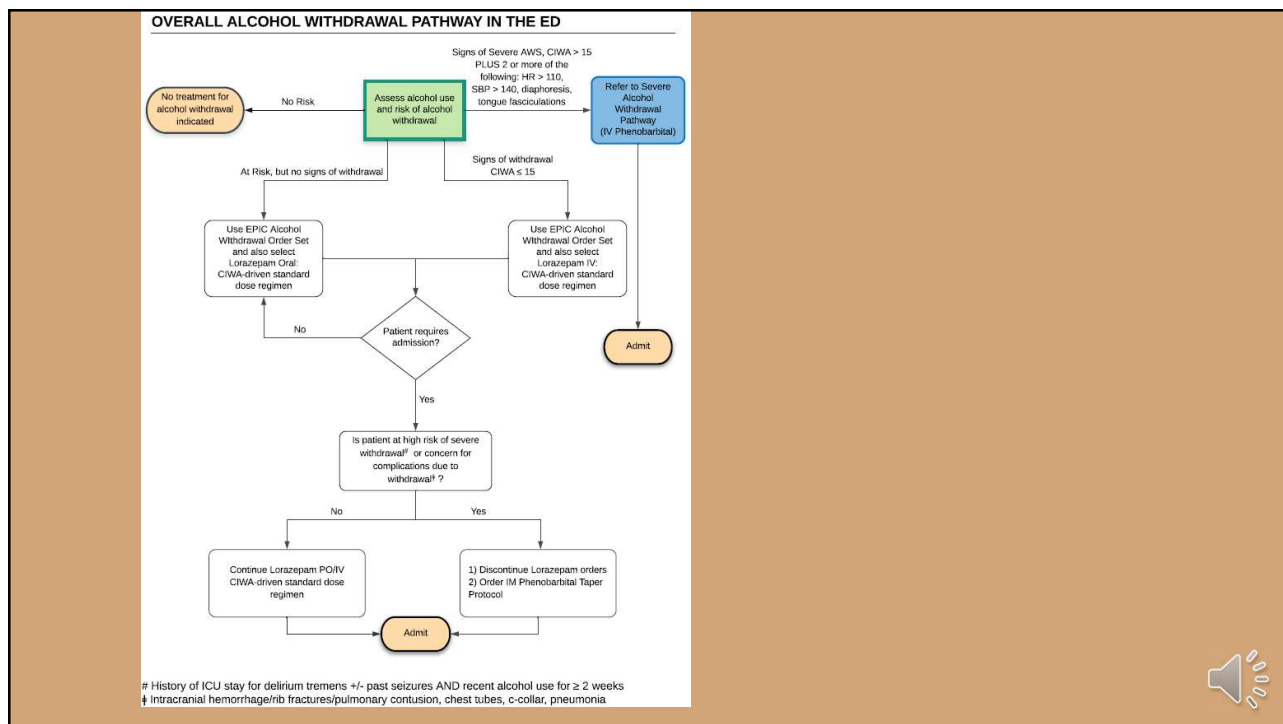 OVERALL ALCOHOL WITHDRAWAL PATHWAY IN THE ED
Signs of Severe AWS, CIWA > 15
PLUS 2 or more of the
following: HR > 110,
SBP > 140, diaphoresis,
tongue fasciculations
No treatment for
alcohol withdrawal
indicated
No Risk
Assess alcohol use
and risk of alcohol
withdrawal
Refer to Severe
Alcohol
Withdrawal
Pathway
(IV Phenobarbital)
At Risk, but no signs of withdrawal
Signs of withdrawal
CIWA ≤ 15
Use EPIC Alcohol
WIthdrawal Order Set
and also select
Lorazepam Oral:
CIWA-driven standard
dose regimen
Use EPIC Alcohol
WIthdrawal Order Set
and also select
Lorazepam IV:
CIWA-driven standard
dose regimen
No
Patient requires
admission?
Admit
Yes
Is patient at high risk of severe
withdrawal# or concern for
complications due to
withdrawal‡ ?
No
Yes
Continue Lorazepam PO/IV
CIWA-driven standard dose
regimen
1) Discontinue Lorazepam orders
2) Order IM Phenobarbital Taper
Protocol
Admit
# History of ICU stay for delirium tremens +/- past seizures AND recent alcohol use for ≥ 2 weeks
‡ Intracranial hemorrhage/rib fractures/pulmonary contusion, chest tubes, c-collar, pneumonia